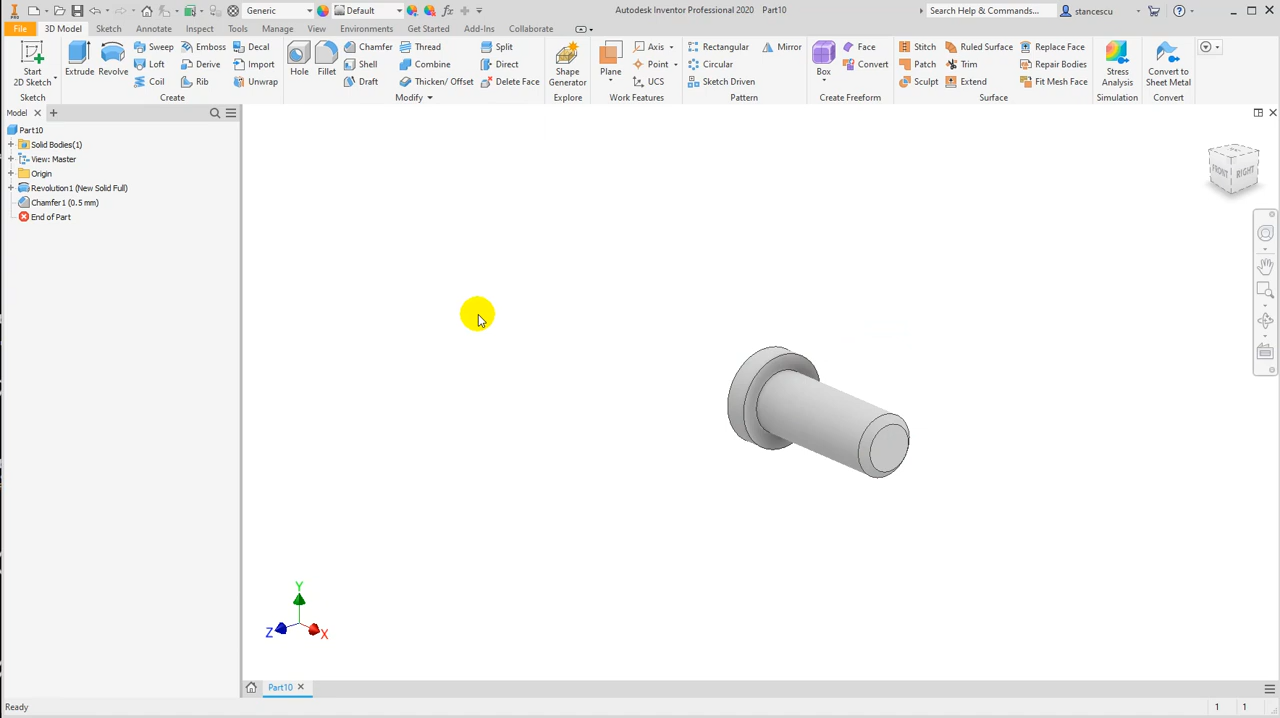 PRO
Generic
Default
Autodesk Inventor Professional 2020 Part10
Search Help & Commands...
stancescu
File
3D Model
Sketch
Annotate
Inspect
Tools
Manage
View
Environments
Get Started
Add-Ins
Collaborate
Start
2D Sketch
Extrude
Revolve
Sweep
Emboss
Decal
Loft
Derive
Import
Coil
Rib
Unwrap
Hole
Fillet
Chamfer
Thread
Split
Shell
Combine
Direct
Draft
Thicken/ Offset
Delete Face
Shape
Generator
Plane
Axis
Point
UCS
Rectangular
Mirror
Circular
Sketch Driven
Box
Face
Convert
Stitch
Ruled Surface
Replace Face
Patch
Trim
Repair Bodies
Sculpt
Extend
Fit Mesh Face
Stress
Analysis
Convert to
Sheet Metal
Sketch
Create
Modify
Explore
Work Features
Pattern
Create Freeform
Surface
Simulation
Convert
Model
Part10
Solid Bodies(1)
View: Master
Origin
Revolution1 (New Solid Full)
Chamfer1 (0.5 mm)
End of Part
FRONT
RIGHT
Y
Z
X
Part10
Ready
1 1